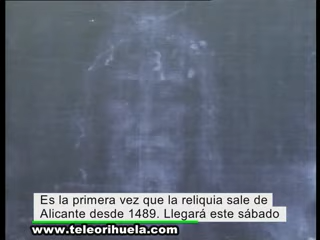 Es la primera vez que la reliquia sale de
Alicante desde 1489. Llegará este sábado
www.teleorihuela.com